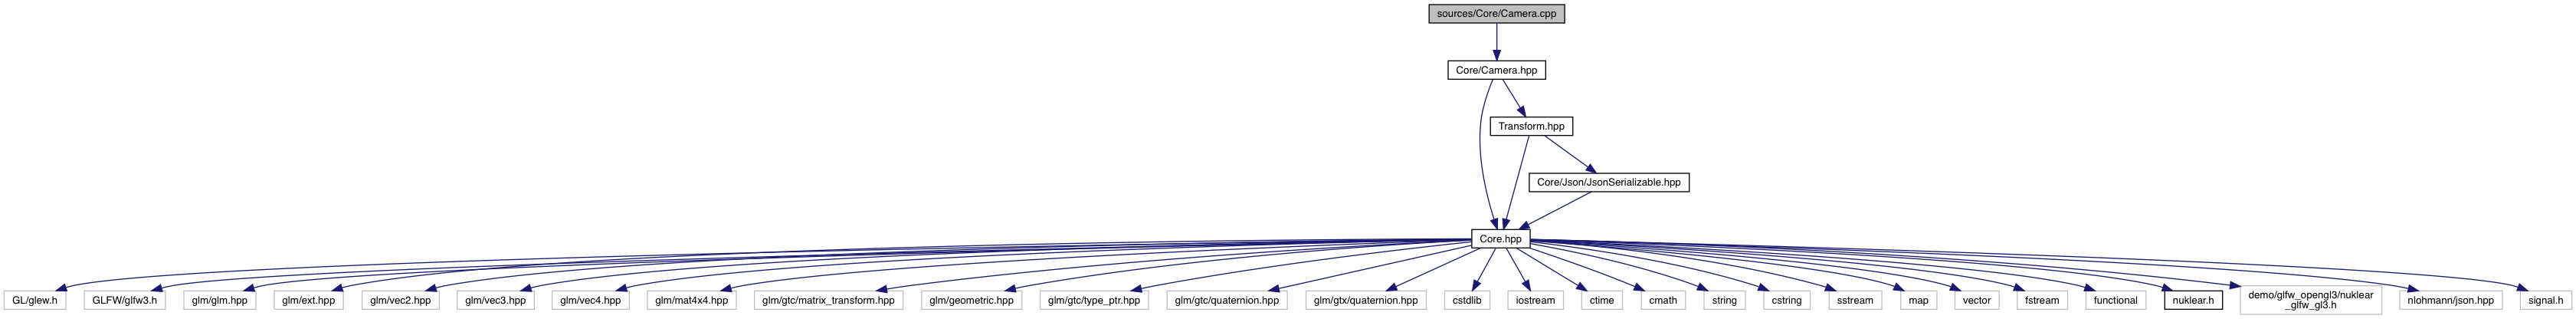 sources/Core/Camera.cpp
Core/Camera.hpp
Transform.hpp
Core/Json/JsonSerializable.hpp
Core.hpp
GL/glew.h
GLFW/glfw3.h
glm/glm.hpp
glm/ext.hpp
glm/vec2.hpp
glm/vec3.hpp
glm/vec4.hpp
glm/mat4x4.hpp
glm/gtc/matrix_transform.hpp
glm/geometric.hpp
glm/gtc/type_ptr.hpp
glm/gtc/quaternion.hpp
glm/gtx/quaternion.hpp
cstdlib
iostream
ctime
cmath
string
cstring
sstream
map
vector
fstream
functional
nuklear.h
demo/glfw_opengl3/nuklear
_glfw_gl3.h
nlohmann/json.hpp
signal.h